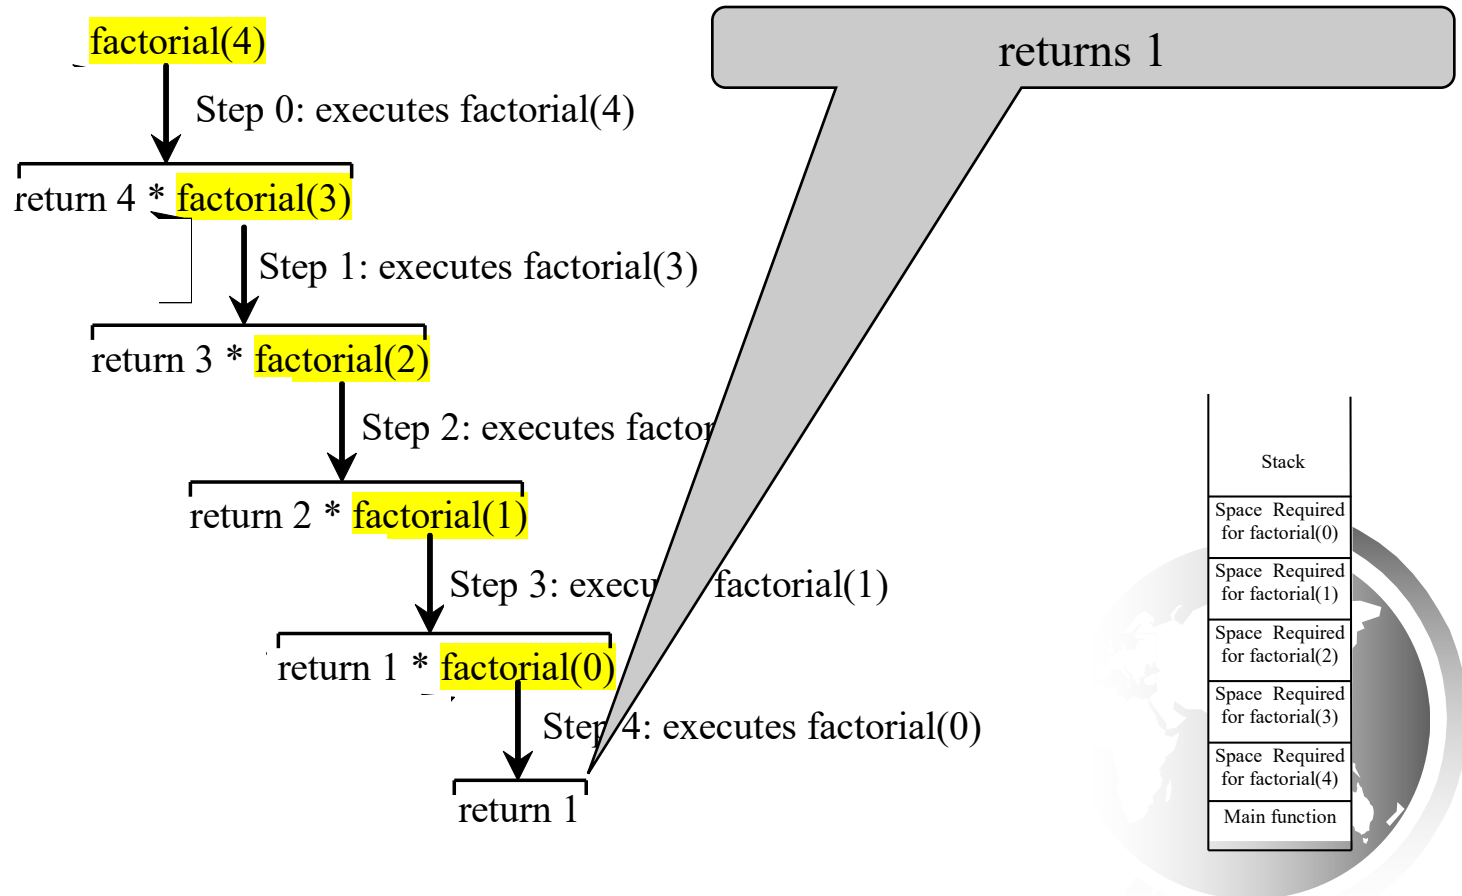 factorial(4)
returns 1
Step 0: executes factorial(4)
return 4 * factorial(3)
Step 1: executes factorial(3)
return 3 * factorial(2)
Step 2: executes
return 2 * factorial(1)
Step 3: factorial(1)
return 1 * factorial(0)
Step 4: executes factorial(0)
return 1
Stack
Space Required
for factorial(0)
Space Required
for factorial(1)
Space Required
for factorial(2)
Space Required
for factorial(3)
Space Required
for factorial(4)
Main function